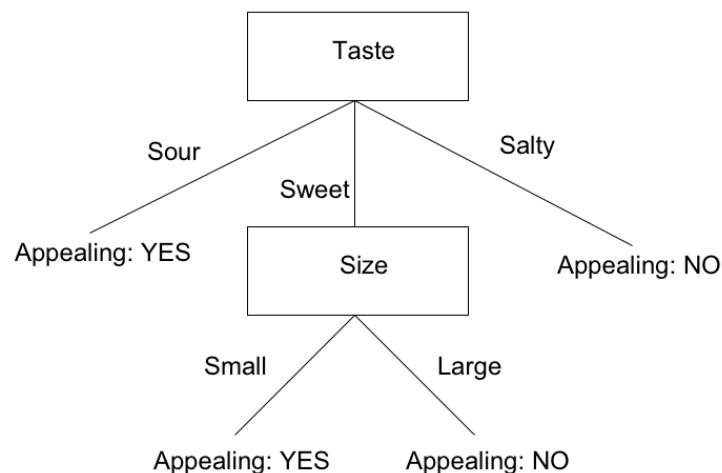 Taste
Sour
Salty
Sweet
Appealing: YES
Size
Appealing: NO
Small
Large
Appealing: YES
Appealing: NO